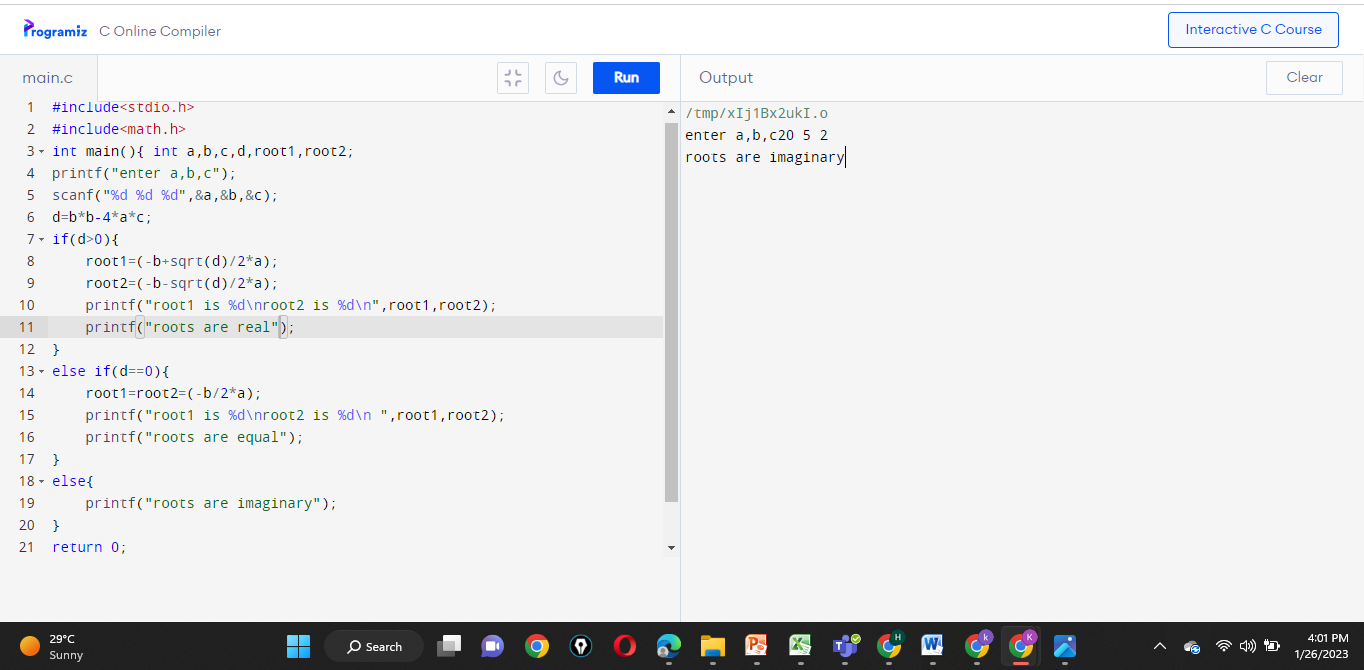 Programiz C Online Compiler
Interactive C Course
main.c
Run
Output
Clear
1 #include<stdio.h>
2 #include<math.h>
3 int main(){ int a,b,c,d,root1,root2;
4 printf("enter a,b,c");
5 scanf("%d %d %d",&a,&b,&c);
6 d=b*b-4*a*c;
7 if(d>0){
8     root1=(-b+sqrt(d)/2*a);
9     root2=(-b-sqrt(d)/2*a);
10     printf("root1 is %d\nroot2 is %d\n",root1,root2);
11     printf("roots are real");
12 }
13 else if(d==0){
14     root1=root2=(-b/2*a);
15     printf("root1 is %d\nroot2 is %d\n ",root1,root2);
16     printf("roots are equal");
17 }
18 else{
19     printf("roots are imaginary");
20 }
21 return 0;
/tmp/xIj1Bx2ukI.o
enter a,b,c20 5 2
roots are imaginary
29°C
Sunny
Search
4:01 PM
1/26/2023